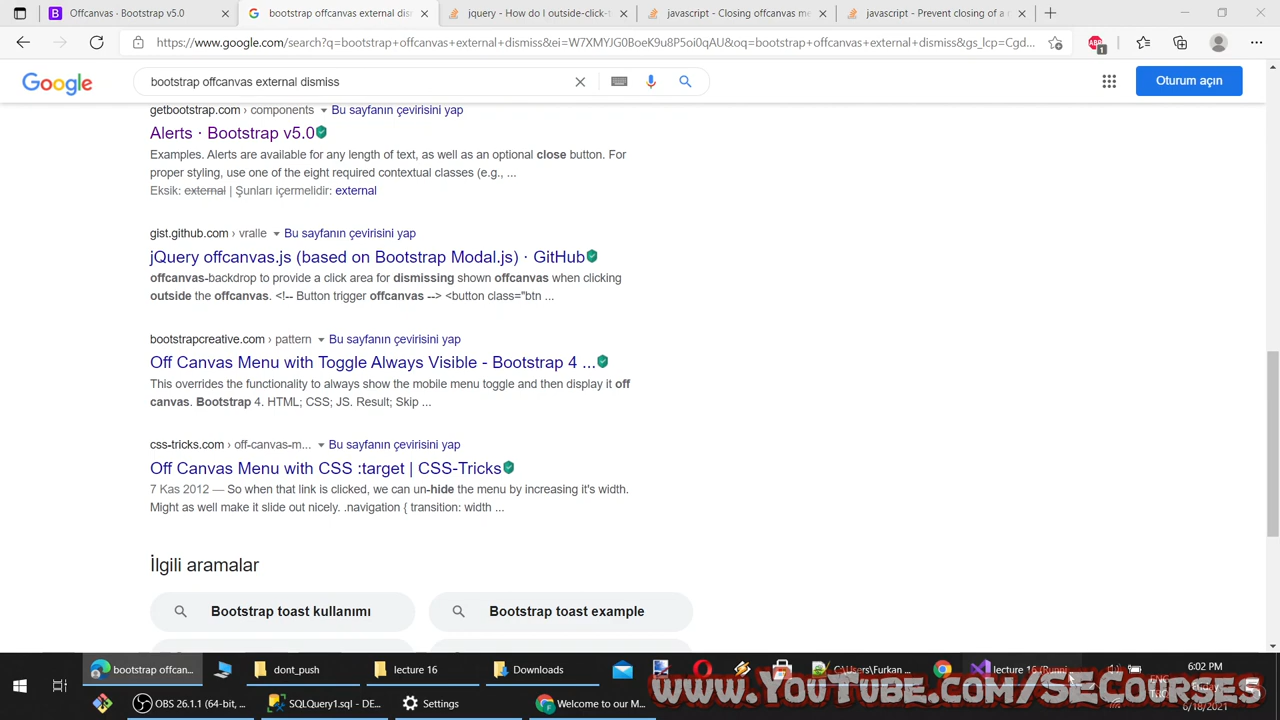 Offcanvas · Bootstrap v5.0
bootstrap offcanvas external dis
jquery - How do I outside-click-t
javascript - Closing offcanvas me
javascript - Prevent closing of a
https://www.google.com/search?q=bootstrap+offcanvas+external+dismiss&ei=W7XMYJG0BoeK9u8P5oi0qAU&oq=bootstrap+offcanvas+external+dismiss&gs_lcp=Cgd...
ABP
1
Google
bootstrap offcanvas external dismiss
Oturum açın
getbootstrap.com › components
Bu sayfanın çevirisini yap
Alerts · Bootstrap v5.0
Examples. Alerts are available for any length of text, as well as an optional close button. For
proper styling, use one of the eight required contextual classes (e.g., ...
Eksik: external | Şunları içermelidir: external
gist.github.com › vralle
Bu sayfanın çevirisini yap
jQuery offcanvas.js (based on Bootstrap Modal.js) · GitHub
offcanvas-backdrop to provide a click area for dismissing shown offcanvas when clicking
outside the offcanvas. <!-- Button trigger offcanvas --> <button class="btn ...
bootstrapcreative.com › pattern
Bu sayfanın çevirisini yap
Off Canvas Menu with Toggle Always Visible - Bootstrap 4 ...
This overrides the functionality to always show the mobile menu toggle and then display it off
canvas. Bootstrap 4. HTML; CSS; JS. Result; Skip ...
css-tricks.com › off-canvas-m...
Bu sayfanın çevirisini yap
Off Canvas Menu with CSS :target | CSS-Tricks
7 Kas 2012 — So when that link is clicked, we can un-hide the menu by increasing it's width.
Might as well make it slide out nicely. .navigation { transition: width ...
İlgili aramalar
Bootstrap toast kullanımı
Bootstrap toast example
bootstrap offcan...
dont_push
lecture 16
Downloads
C:\Users\Furkan ...
lecture 16 (Runni
6:02 PM
ENG
Friday
6/18/2021
OBS 26.1.1 (64-bit, ...
SQLQuery1.sql - DE...
Settings
Welcome to our M...
www.YouTube.com/SECourses